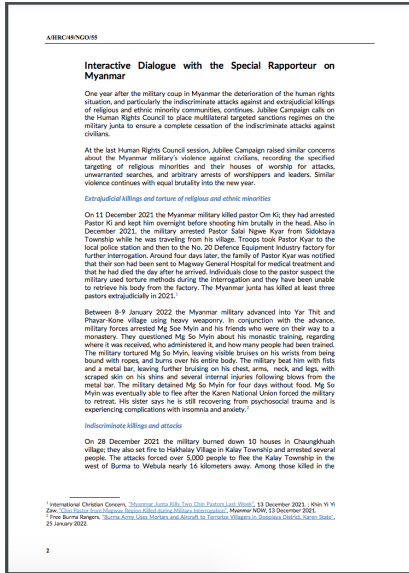 A/HRC/49/NGO/55
Interactive Dialogue with the Special Rapporteur on
Myanmar
One year after the military coup in Myanmar the deterioration of the human rights
situation, and particularly the indiscriminate attacks against and extrajudicial killings
of religious and ethnic minority communities, continues. Jubilee Campaign calls on
the Human Rights Council to place multilateral targeted sanctions regimes on the
military junta to ensure a complete cessation of the indiscriminate attacks against
civilians.
At the last Human Rights Council session, Jubilee Campaign raised similar concerns
about the Myanmar military's violence against civilians, recording the specified
targeting of religious minorities and their houses of worship for attacks,
unwarranted searches, and arbitrary arrests of worshippers and leaders. Similar
violence continues with equal brutality into the new year.
Extrajudicial killings and torture of religious and ethnic minorities
On 11 December 2021 the Myanmar military killed pastor Om Ki; they had arrested
Pastor Ki and kept him overnight before shooting him brutally in the head. Also in
December 2021, the military arrested Pastor Salai Ngwe Kyar from Sidoktaya
Township while he was traveling from his village. Troops took Pastor Kyar to the
local police station and then to the No. 20 Defence Equipment Industry factory for
further interrogation. Around four days later, the family of Pastor Kyar was notified
that their son had been sent to Magway General Hospital for medical treatment and
that he had died the day after he arrived. Individuals close to the pastor suspect the
military used torture methods during the interrogation and they have been unable
to retrieve his body from the factory. The Myanmar junta has killed at least three
pastors extrajudicially in 2021.1
Between 8-9 January 2022 the Myanmar military advanced into Yar Thit and
Phayar-Kone village using heavy weaponry. In conjunction with the advance,
military forces arrested Mg Soe Myin and his friends who were on their way to a
monastery. They questioned Mg So Myin about his monastic training, regarding
where it was received, who administered it, and how many people had been trained.
The military tortured Mg So Myin, leaving visible bruises on his wrists from being
bound with ropes, and burns over his entire body. The military beat him with fists
and a metal bar, leaving further bruising on his chest, arms, neck, and legs, with
scraped skin on his shins and several internal injuries following blows from the
metal bar. The military detained Mg So Myin for four days without food. Mg So
Myin was eventually able to flee after the Karen National Union forced the military
to retreat. His sister says he is still recovering from psychosocial trauma and is
experiencing complications with insomnia and anxiety.2
Indiscriminate killings and attacks
On 28 December 2021 the military burned down 10 houses in Chaungkhuah
village; they also set fire to Hakhalay Village in Kalay Township and arrested several
people. The attacks forced over 5,000 people to flee the Kalay Township in the
west of Burma to Webula nearly 16 kilometers away. Among those killed in the
1 International Christian Concern, "Myanmar Junta Kills Two Chin Pastors Last Week", 13 December 2021 ; Khin Yi Yi
Zaw, "Chin Pastor from Magway Region Killed during Military Interrogation", Myanmar NOW, 13 December 2021.
2 Free Burma Rangers, "Burma Army Uses Mortars and Aircraft to Terrorize Villagers in Dooplaya District, Karen State",
25 January 2022.
2